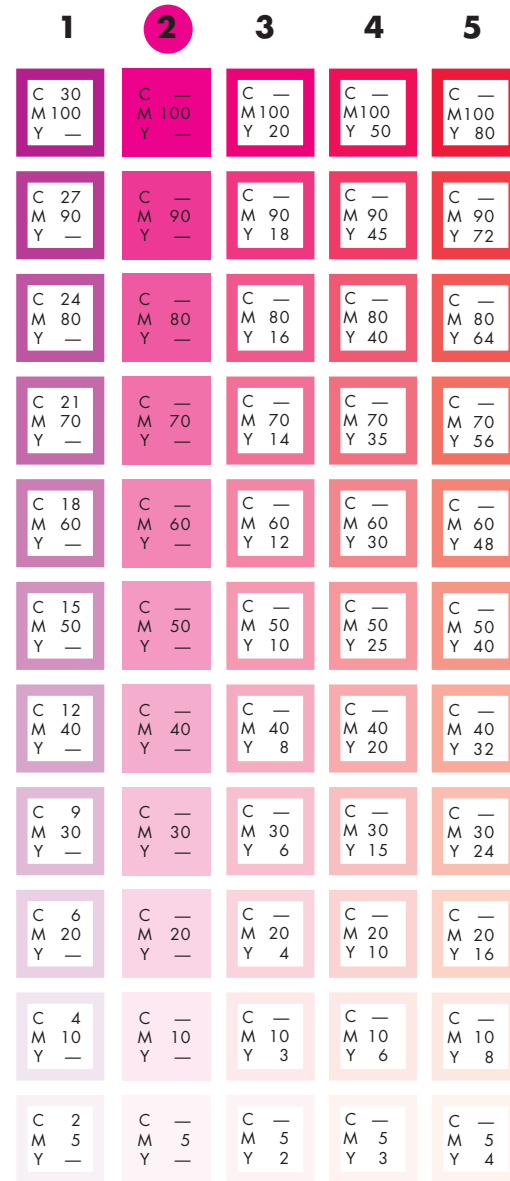 1 2 3 4 5
C 30 C — C — C — C —
M 100 M 100 M 100 M 100 M 100
Y — Y — Y 20 Y 50 Y 80
C 27 C — C — C — C —
M 90 M 90 M 90 M 90 M 90
Y — Y — Y 18 Y 45 Y 72
C 24 C — C — C — C —
M 80 M 80 M 80 M 80 M 80
Y — Y — Y 16 Y 40 Y 64
C 21 C — C — C — C —
M 70 M 70 M 70 M 70 M 70
Y — Y — Y 14 Y 35 Y 56
C 18 C — C — C — C —
M 60 M 60 M 60 M 60 M 60
Y — Y — Y 12 Y 30 Y 48
C 15 C — C — C — C —
M 50 M 50 M 50 M 50 M 50
Y — Y — Y 10 Y 25 Y 40
C 12 C — C — C — C —
M 40 M 40 M 40 M 40 M 40
Y — Y — Y 8 Y 20 Y 32
C 9 C — C — C — C —
M 30 M 30 M 30 M 30 M 30
Y — Y — Y 6 Y 15 Y 24
C 6 C — C — C — C —
M 20 M 20 M 20 M 20 M 20
Y — Y — Y 4 Y 10 Y 16
C 4 C — C — C — C —
M 10 M 10 M 10 M 10 M 10
Y — Y — Y 3 Y 6 Y 8
C 2 C — C — C — C —
M 5 M 5 M 5 M 5 M 5
Y — Y — Y 2 Y 3 Y 4